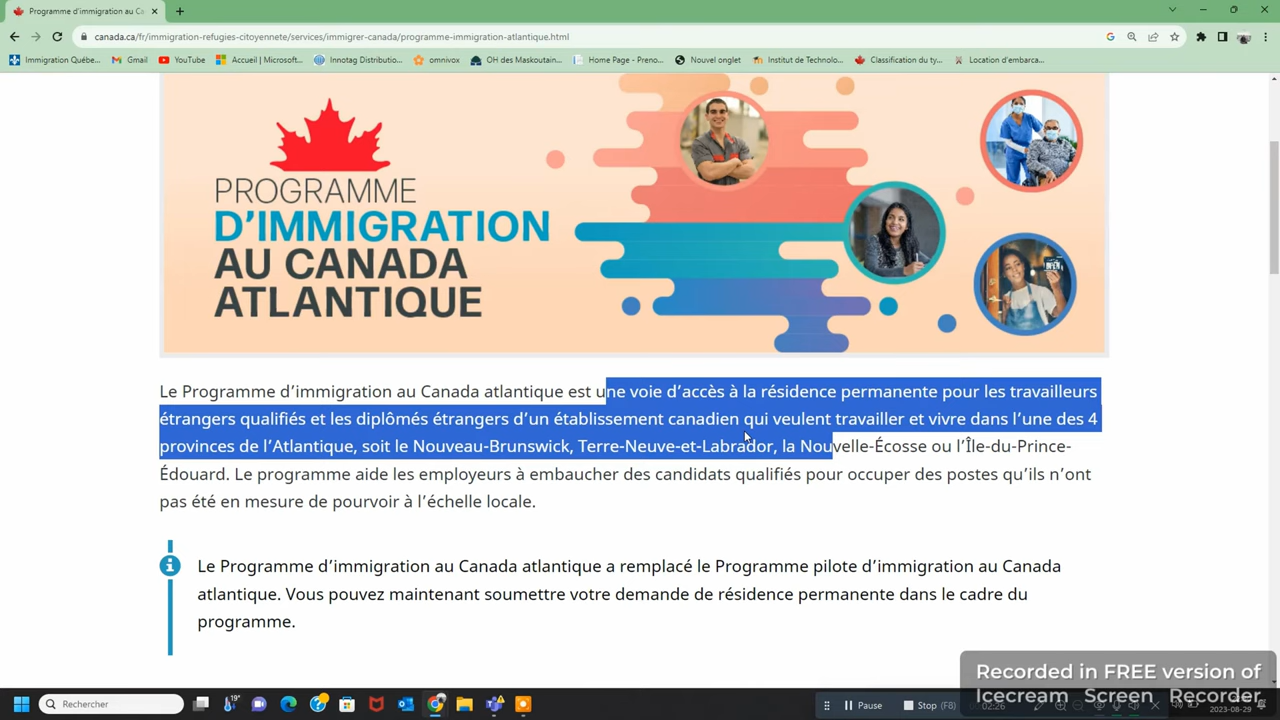 Programme d'immigration au C
canada.ca/fr/immigration-refugies-citoyennete/services/immigrer-canada/programme-immigration-atlantique.html
Immigration Québe... Gmail YouTube Accueil | Microsoft... Innotag Distributio... omnivox OH des Maskoutain... Home Page - Preno... Nouvel onglet Institut de Technolo... Classification du ty... Location d'embarca...
PROGRAMME
D'IMMIGRATION
AU CANADA
ATLANTIQUE
Le Programme d'immigration au Canada atlantique est une voie d'accès à la résidence permanente pour les travailleurs
étrangers qualifiés et les diplômés étrangers d'un établissement canadien qui veulent travailler et vivre dans l'une des 4
provinces de l'Atlantique, soit le Nouveau-Brunswick, Terre-Neuve-et-Labrador, la Nouvelle-Écosse ou l'Île-du-Prince-
Édouard. Le programme aide les employeurs à embaucher des candidats qualifiés pour occuper des postes qu'ils n'ont
pas été en mesure de pourvoir à l'échelle locale.
Le Programme d'immigration au Canada atlantique a remplacé le Programme pilote d'immigration au Canada
atlantique. Vous pouvez maintenant soumettre votre demande de résidence permanente dans le cadre du
programme.
Recorded in FREE version of
Icecream Screen Recorder
Rechercher
19°
Pause Stop (F8) 02:26
2023-08-29